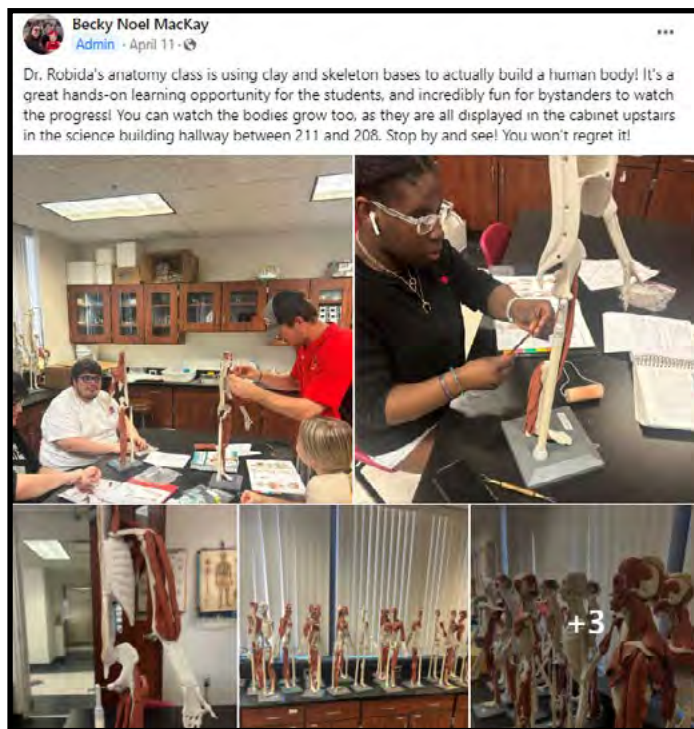 Becky Noel MacKay
Admin · April 11 ·
Dr. Robida's anatomy class is using clay and skeleton bases to actually build a human body! It's a
great hands-on learning opportunity for the students, and incredibly fun for bystanders to watch
the progress! You can watch the bodies grow too, as they are all displayed in the cabinet upstairs
in the science building hallway between 211 and 208. Stop by and see! You won't regret it!
+3